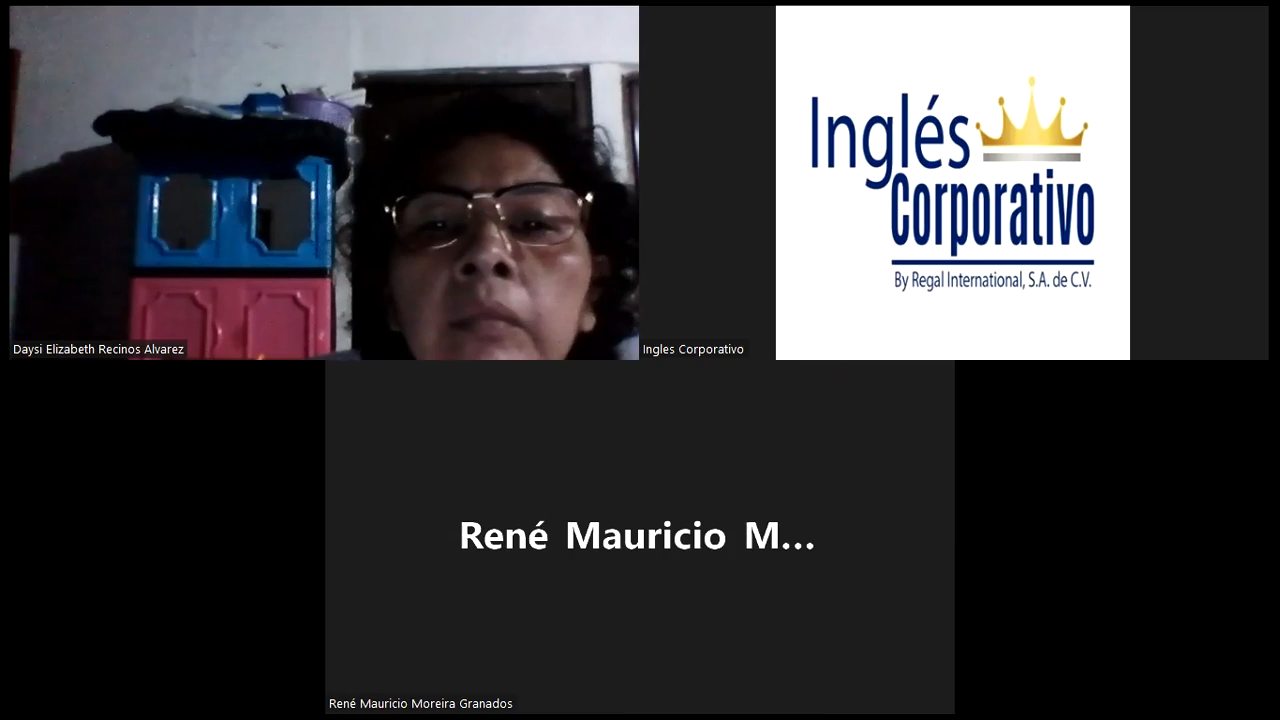 Inglés
Corporativo
By Regal International, S.A. de C.V.
Daysi Elizabeth Recinos Alvarez
Ingles Corporativo
René Mauricio M...
René Mauricio Moreira Granados